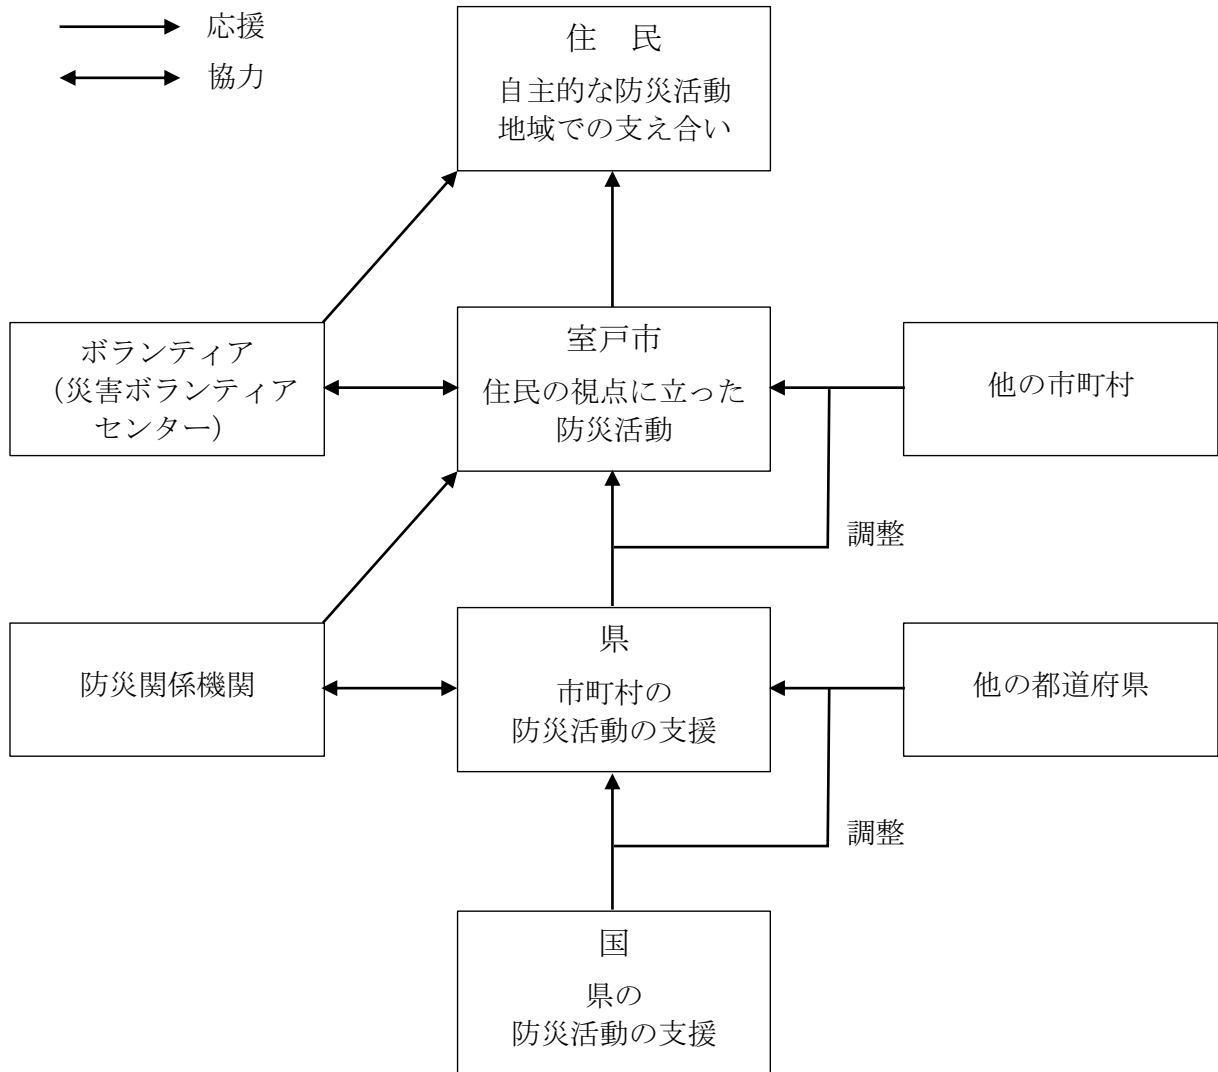 応援
協力
住　民
自主的な防災活動
地域での支え合い
ボランティア
（災害ボランティア
センター）
室戸市
住民の視点に立った
防災活動
他の市町村
調整
防災関係機関
県
市町村の
防災活動の支援
他の都道府県
調整
国
県の
防災活動の支援